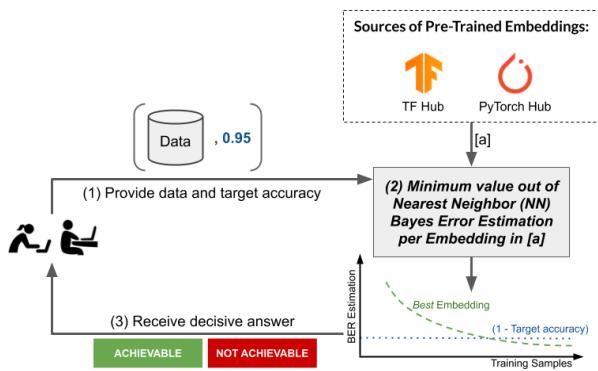 Sources of Pre-Trained Embeddings:
TF Hub
PyTorch Hub
[a]
Data
, 0.95
(1) Provide data and target accuracy
(2) Minimum value out of
Nearest Neighbor (NN)
Bayes Error Estimation
per Embedding in [a]
BER Estimation
Best Embedding
(1 - Target accuracy)
Training Samples
(3) Receive decisive answer
ACHIEVABLE
NOT ACHIEVABLE